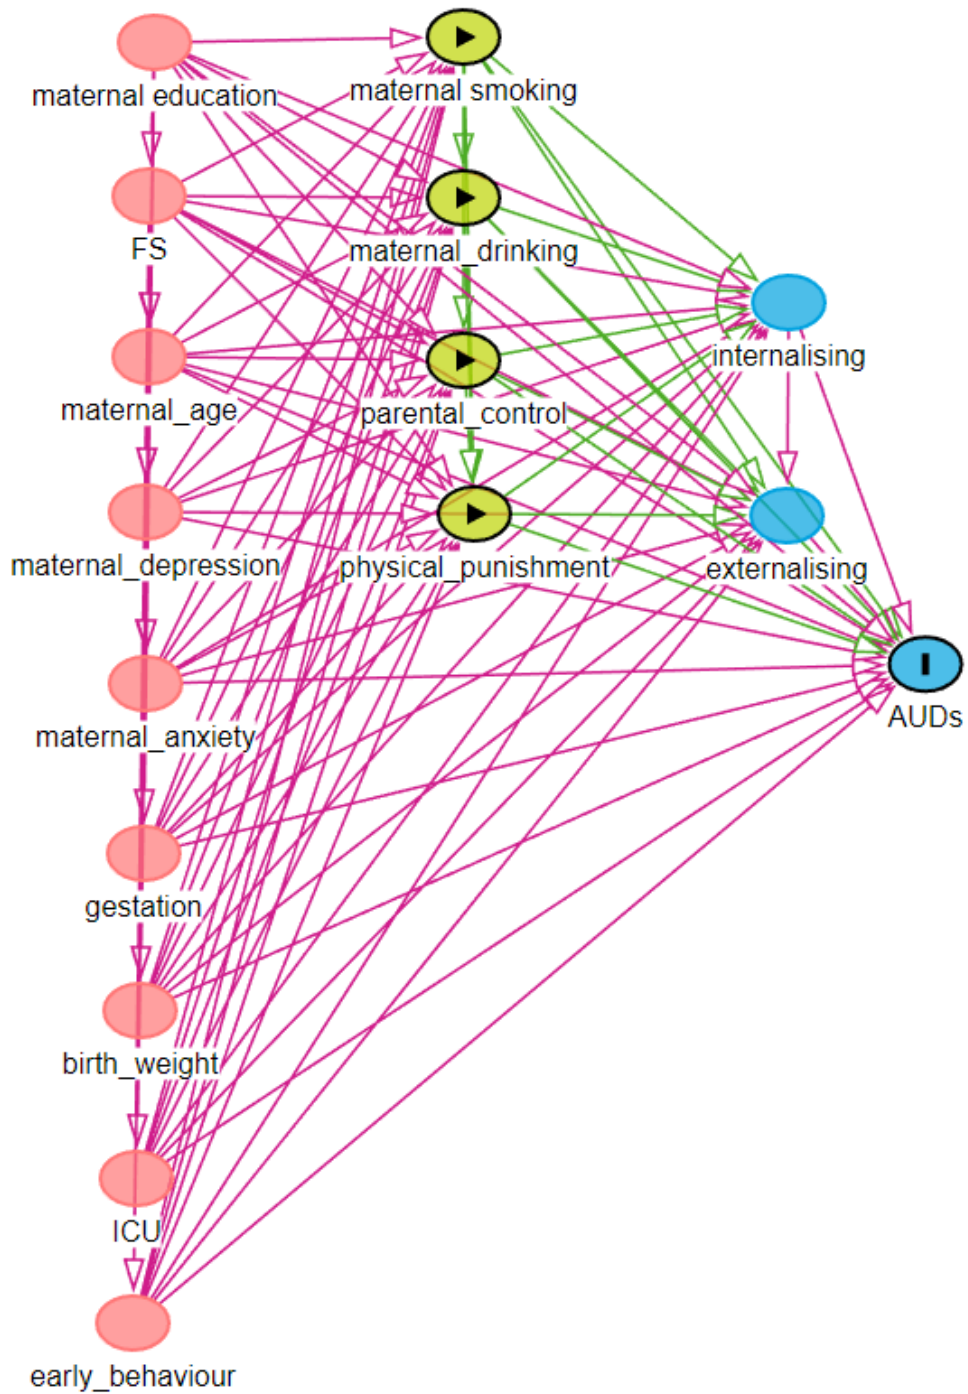 maternal education
maternal smoking
FS
maternal_drinking
internalising
maternal_age
parental_control
maternal_depression
physical_punishment
externalising
AUDs
maternal_anxiety
gestation
birth_weight
ICU
early_behaviour